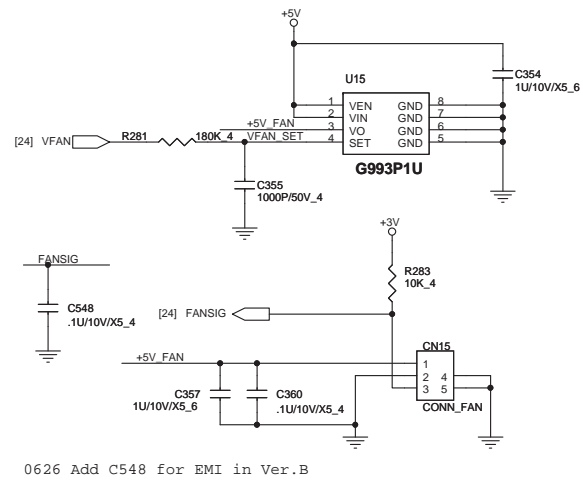 +5V
U15
C354
1U/10V/X5_6
1 VEN GND 8
2 VIN GND 7
+5V_FAN 3 VO GND 6
[24] VFAN R281 180K_4 VFAN_SET 4 SET GND 5
G993P1U
C355
1000P/50V_4
+3V
FANSIG
R283
10K_4
C548
.1U/10V/X5_4
[24] FANSIG
CN15
+5V_FAN
1
2 4
3 5
C357
1U/10V/X5_6
C360
.1U/10V/X5_4
CONN_FAN
0626 Add C548 for EMI in Ver.B